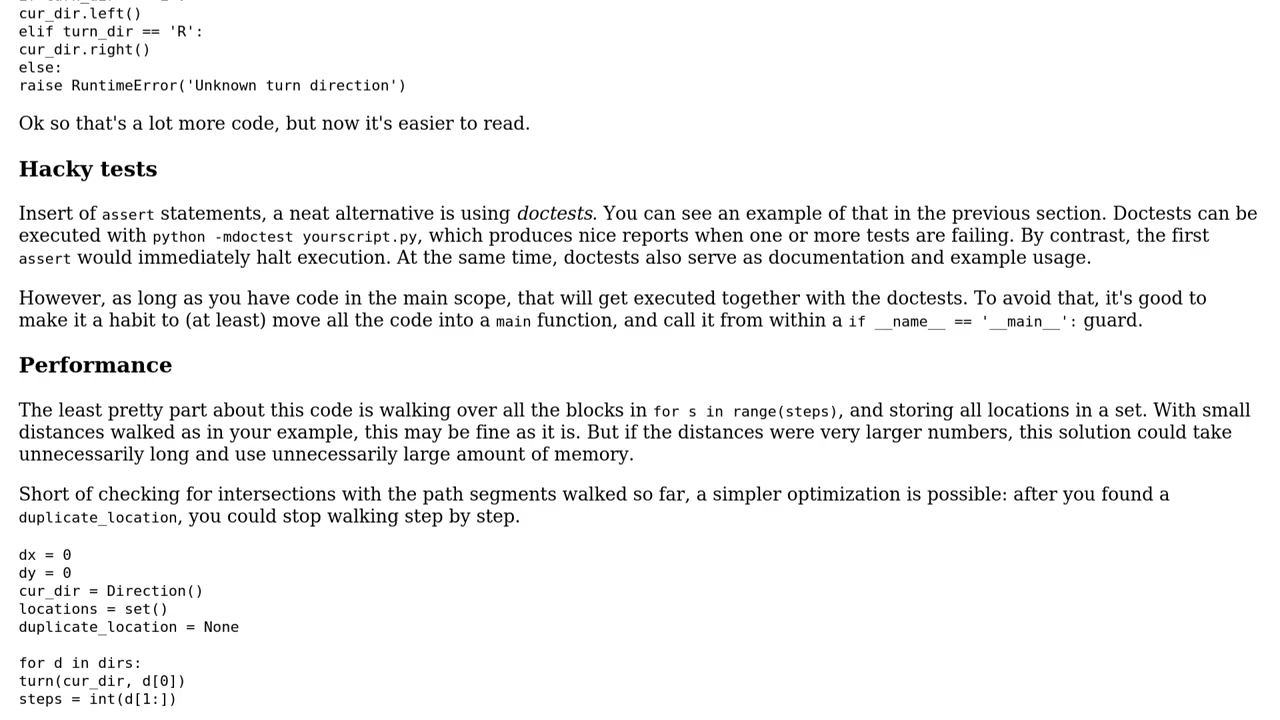 cur_dir.left()
elif turn_dir == 'R':
cur_dir.right()
else:
raise RuntimeError('Unknown turn direction')
Ok so that's a lot more code, but now it's easier to read.
Hacky tests
Insert of assert statements, a neat alternative is using doctests. You can see an example of that in the previous section. Doctests can be
executed with python -mdoctest yourscript.py, which produces nice reports when one or more tests are failing. By contrast, the first
assert would immediately halt execution. At the same time, doctests also serve as documentation and example usage.
However, as long as you have code in the main scope, that will get executed together with the doctests. To avoid that, it's good to
make it a habit to (at least) move all the code into a main function, and call it from within a if __name__ == '__main__': guard.
Performance
The least pretty part about this code is walking over all the blocks in for s in range(steps), and storing all locations in a set. With small
distances walked as in your example, this may be fine as it is. But if the distances were very larger numbers, this solution could take
unnecessarily long and use unnecessarily large amount of memory.
Short of checking for intersections with the path segments walked so far, a simpler optimization is possible: after you found a
duplicate_location, you could stop walking step by step.
dx = 0
dy = 0
cur_dir = Direction()
locations = set()
duplicate_location = None
for d in dirs:
turn(cur_dir, d[0])
steps = int(d[1:])